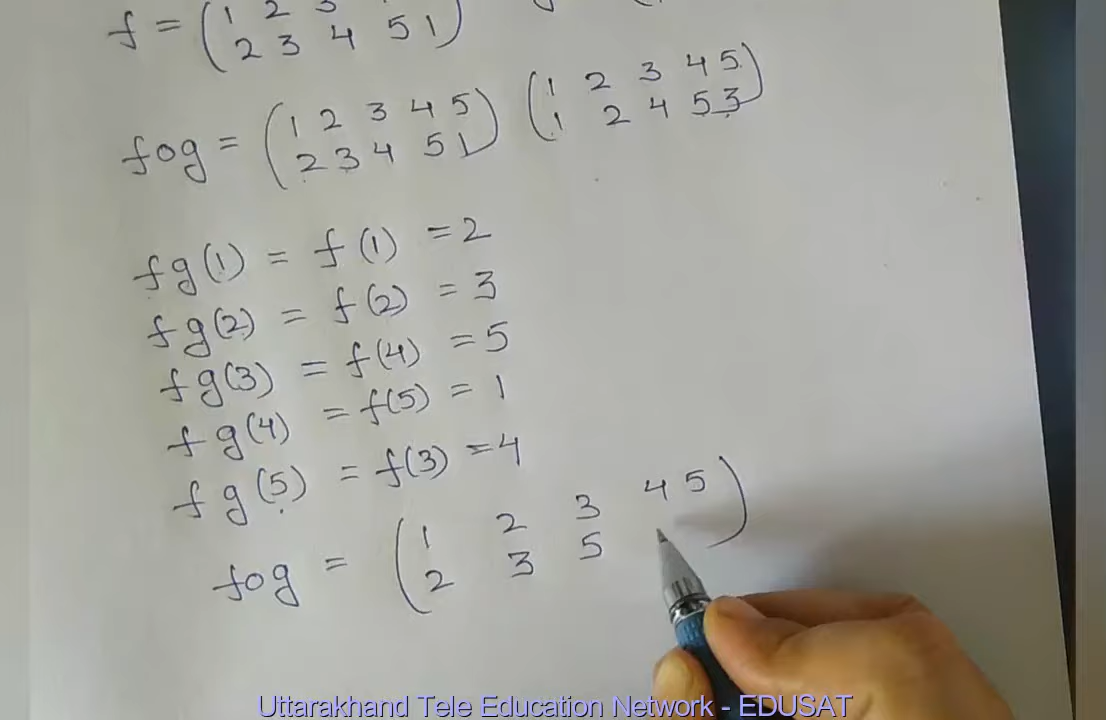 f = ( 1 2 3
2 3 4 5 1 )
fog = ( 1 2 3 4 5 ) ( 1 2 3 4 5 )
2 3 4 5 1 1 2 4 5 3
fg(1) = f(1) = 2
fg(2) = f(2) = 3
fg(3) = f(4) = 5
fg(4) = f(5) = 1
fg(5) = f(3) = 4
fog = ( 1 2 3 4 5 )
2 3 5
Uttarakhand Tele Education Network - EDUSAT